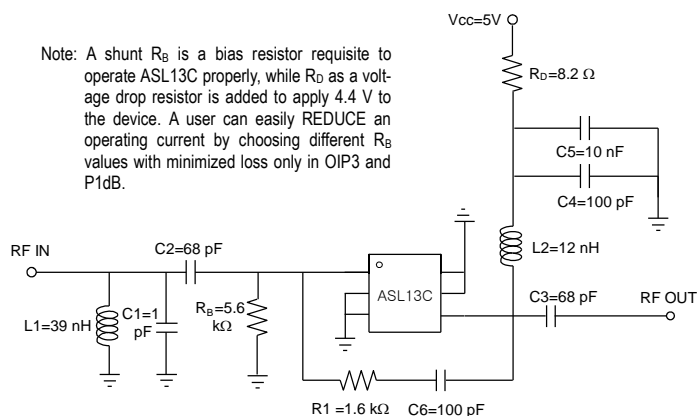 Vcc=5V
Note: A shunt RB is a bias resistor requisite to
operate ASL13C properly, while RD as a volt-
age drop resistor is added to apply 4.4 V to
the device. A user can easily REDUCE an
operating current by choosing different RB
values with minimized loss only in OIP3 and
P1dB.
RD=8.2 Ω
C5=10 nF
C4=100 pF
RF IN
C2=68 pF
L2=12 nH
ASL13C
C3=68 pF
RF OUT
L1=39 nH
C1=1
pF
RB=5.6
kΩ
R1 =1.6 kΩ
C6=100 pF